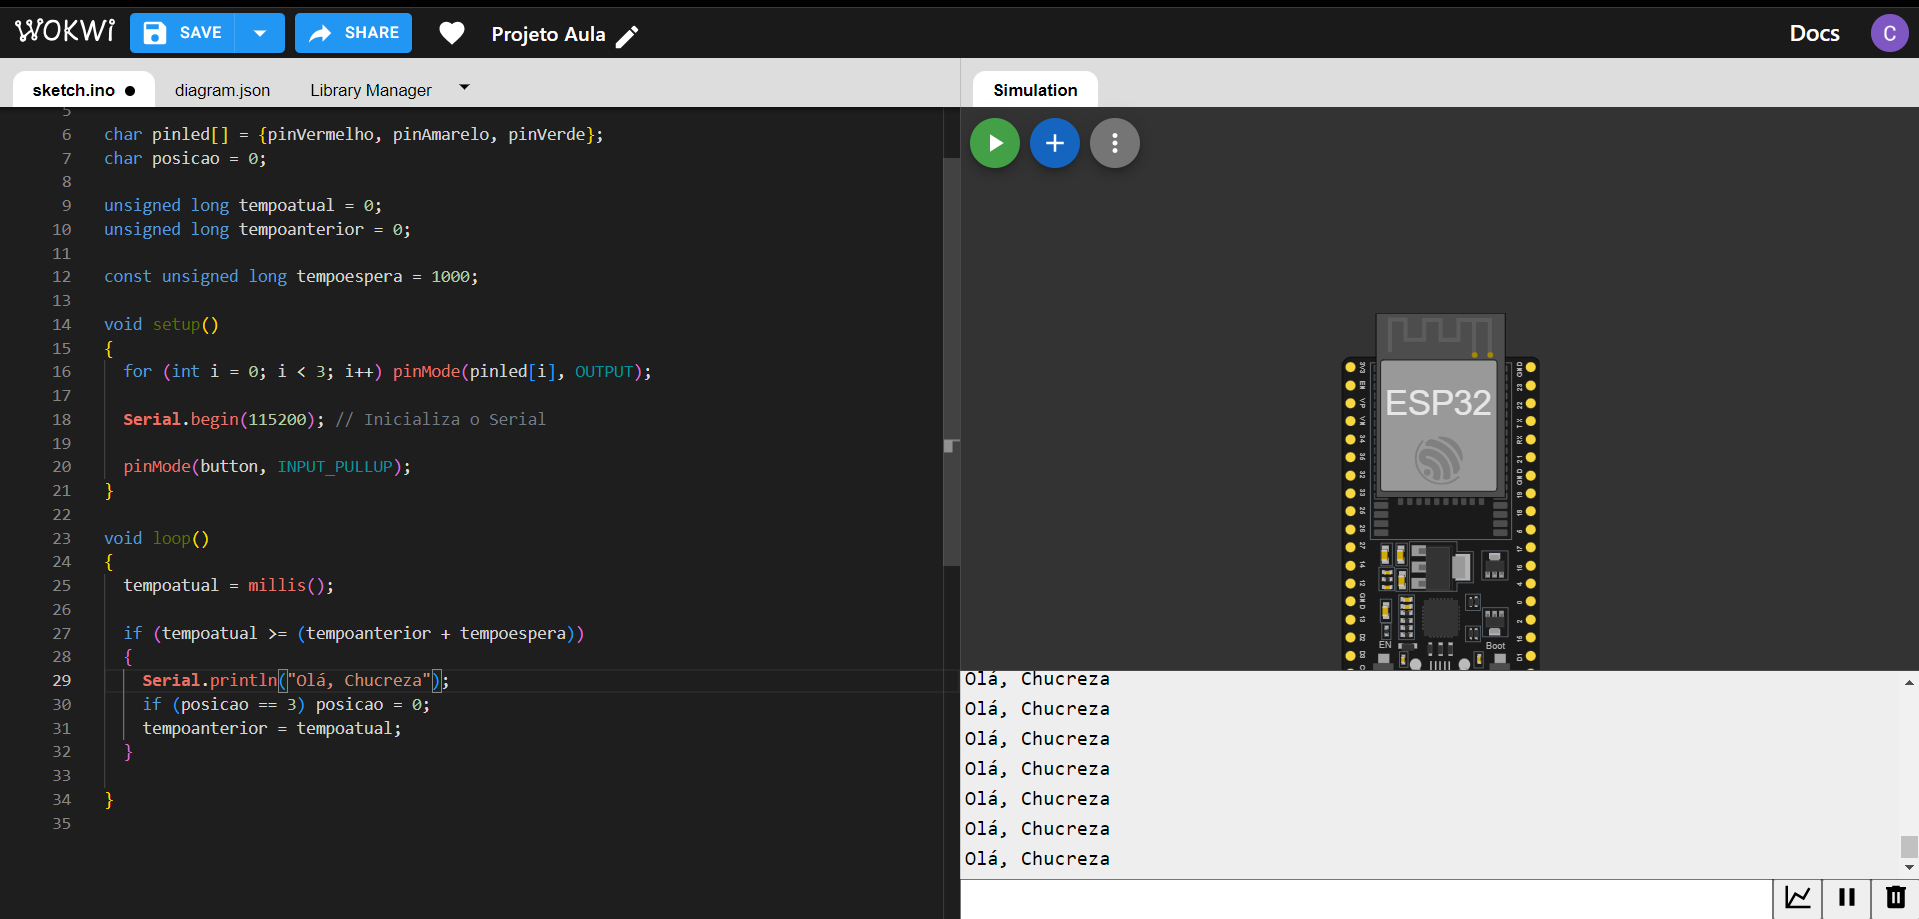 WOKWI SAVE SHARE Projeto Aula Docs C
sketch.ino diagram.json Library Manager Simulation
5
6 char pinled[] = {pinVermelho, pinAmarelo, pinVerde};
7 char posicao = 0;
8
9 unsigned long tempoatual = 0;
10 unsigned long tempoanterior = 0;
11
12 const unsigned long tempoespera = 1000;
13
14 void setup()
15 {
16 for (int i = 0; i < 3; i++) pinMode(pinled[i], OUTPUT);
17
18 Serial.begin(115200); // Inicializa o Serial
19
20 pinMode(button, INPUT_PULLUP);
21 }
22
23 void loop()
24 {
25 tempoatual = millis();
26
27 if (tempoatual >= (tempoanterior + tempoespera))
28 {
29 Serial.println("Olá, Chucreza");
30 if (posicao == 3) posicao = 0;
31 tempoanterior = tempoatual;
32 }
33
34 }
35
ESP32
EN
Boot
Olá, Chucreza
Olá, Chucreza
Olá, Chucreza
Olá, Chucreza
Olá, Chucreza
Olá, Chucreza
Olá, Chucreza